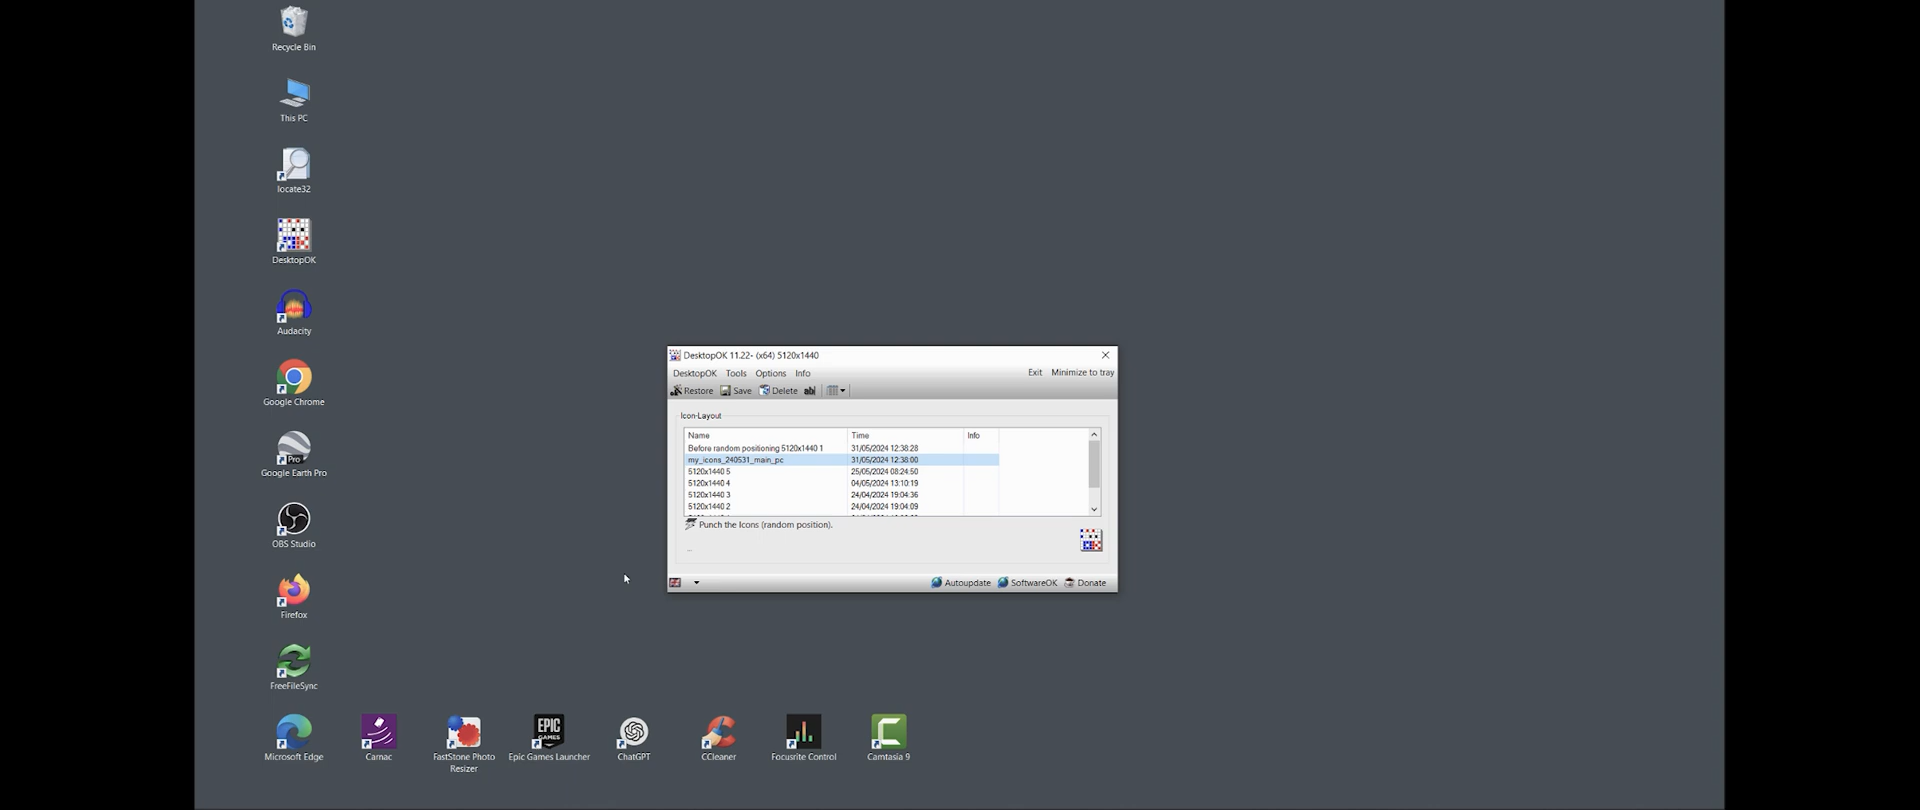 Recycle Bin
This PC
locate32
DesktopOK
Audacity
Google Chrome
Pro
Google Earth Pro
OBS Studio
Firefox
FreeFileSync
EPIC
GAMES
Microsoft Edge
Camac
FastStone Photo
Resizer
Epic Games Launcher
ChatGPT
CCleaner
Focusrite Control
Camtasia 9
DesktopOK 11.22- (x64) 5120x1440
DesktopOK Tools Options Info Exit Minimize to tray
Restore Save Delete ab|
Icon-Layout
Name Time Info
Before random positioning 5120x1440 1 31/05/2024 12:38:28
my_icons_240531_main_pc 31/05/2024 12:38:00
5120x1440 5 25/05/2024 08:24:50
5120x1440 4 04/05/2024 13:10:19
5120x1440 3 24/04/2024 19:04:36
5120x1440 2 24/04/2024 19:04:09
Punch the Icons (random position).
...
Autoupdate SoftwareOK Donate